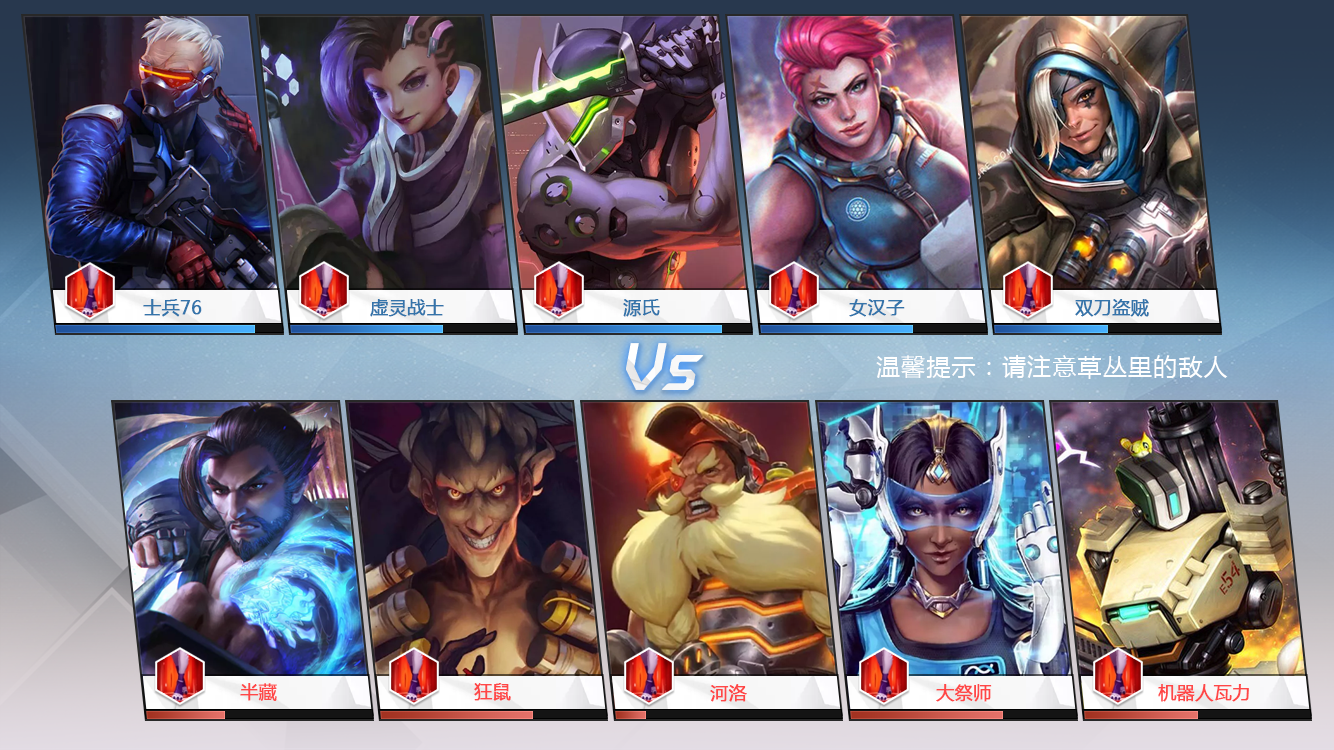 士兵76
虚灵战士
源氏
女汉子
双刀盗贼
Vs
温馨提示：请注意草丛里的敌人
半藏
狂鼠
河洛
大祭师
机器人瓦力
E54